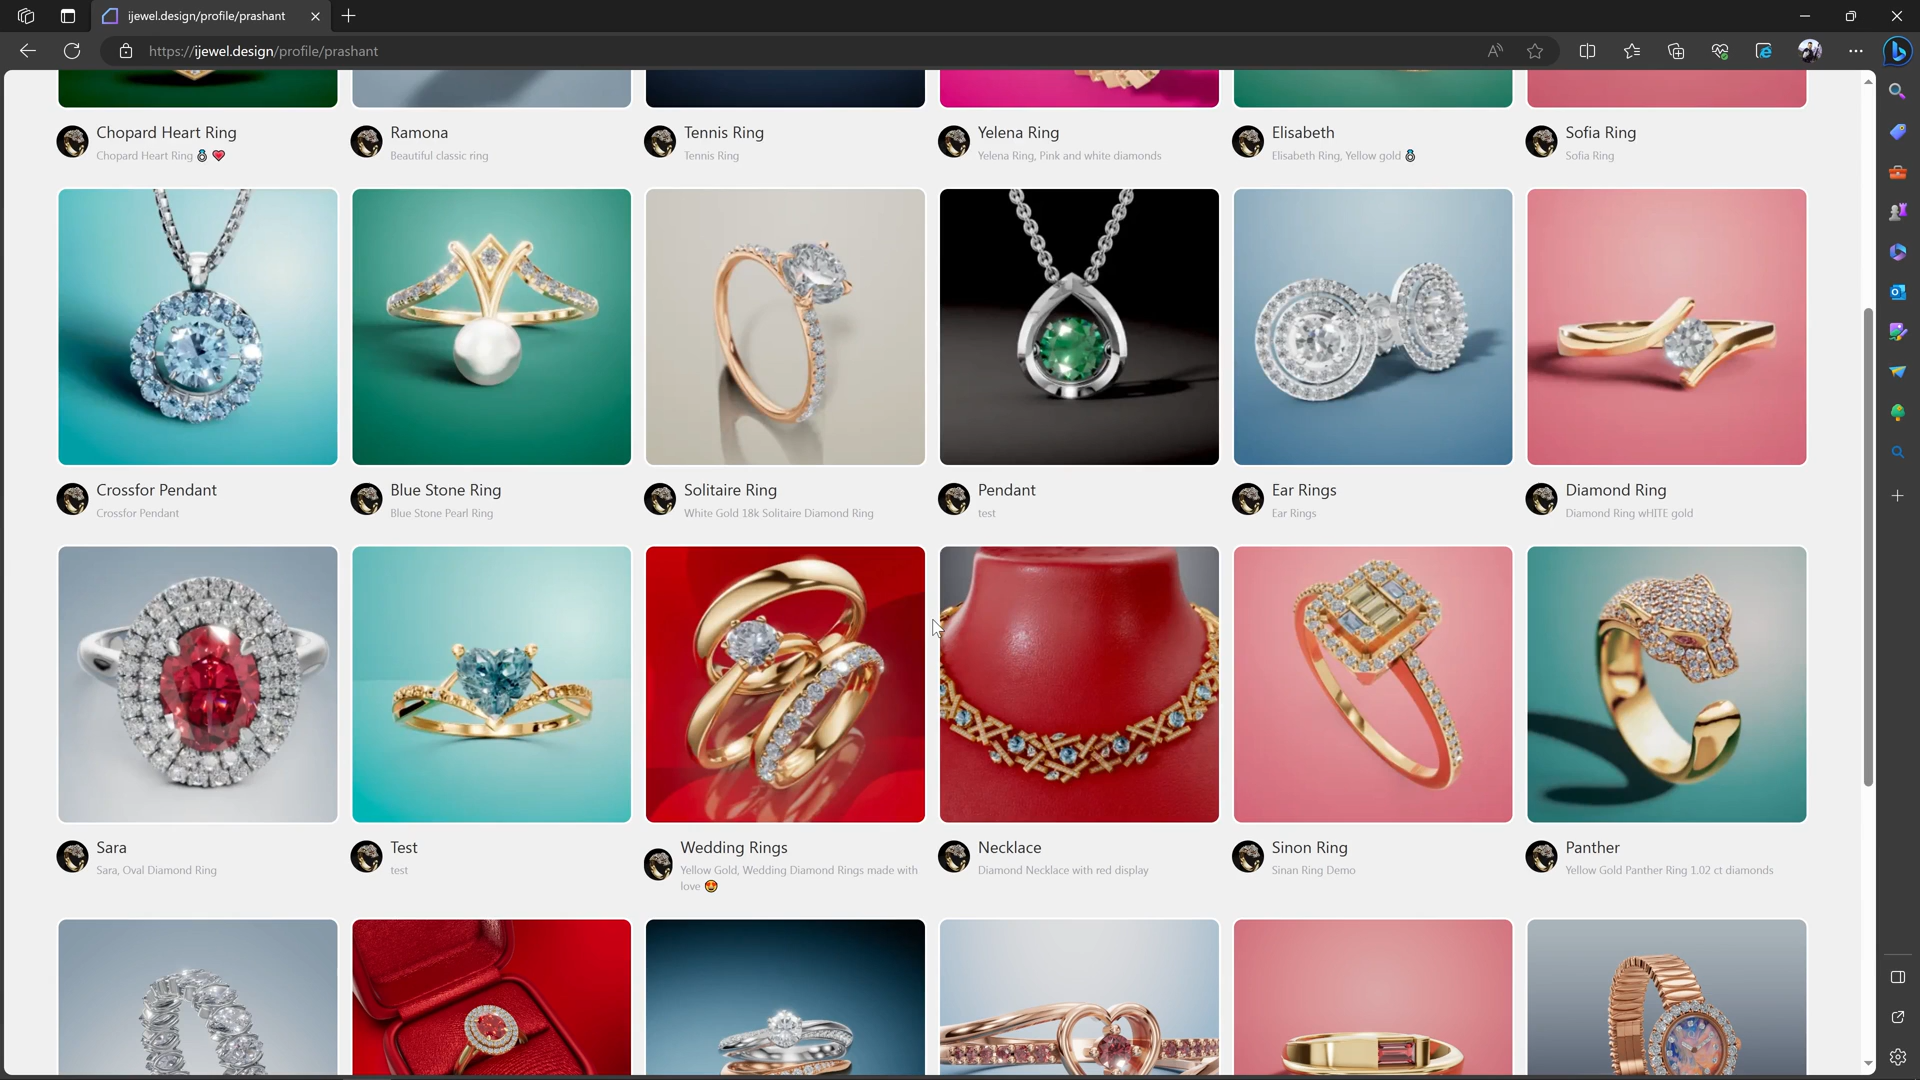 ijewel.design/profile/prashant
https://ijewel.design/profile/prashant
Chopard Heart Ring
Chopard Heart Ring 💍 ❤️
Ramona
Beautiful classic ring
Tennis Ring
Tennis Ring
Yelena Ring
Yelena Ring, Pink and white diamonds
Elisabeth
Elisabeth Ring, Yellow gold 💍
Sofia Ring
Sofia Ring
Crossfor Pendant
Crossfor Pendant
Blue Stone Ring
Blue Stone Pearl Ring
Solitaire Ring
White Gold 18k Solitaire Diamond Ring
Pendant
test
Ear Rings
Ear Rings
Diamond Ring
Diamond Ring wHITE gold
Sara
Sara, Oval Diamond Ring
Test
test
Wedding Rings
Yellow Gold, Wedding Diamond Rings made with
love 😍
Necklace
Diamond Necklace with red display
Sinon Ring
Sinan Ring Demo
Panther
Yellow Gold Panther Ring 1.02 ct diamonds